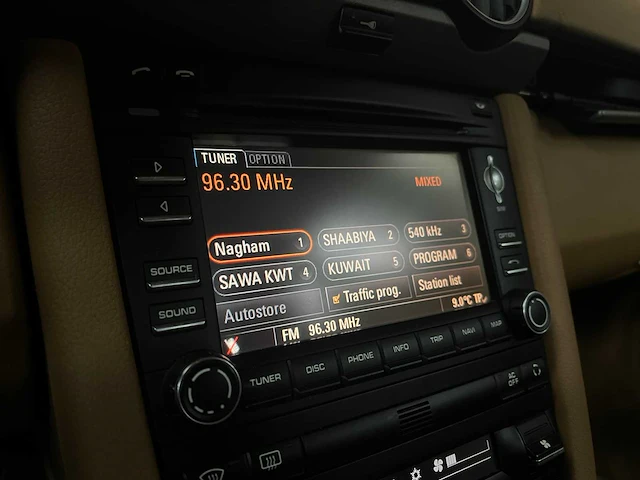 TUNER OPTION
96.30 MHz MIXED
Nagham 1 SHAABIYA 2 540 kHz 3
SAWA KWT 4 KUWAIT 5 PROGRAM 6
Autostore Traffic prog. Station list
FM 96.30 MHz 9.0°C TP
SOURCE
SOUND
OPTION
TUNER DISC PHONE INFO TRIP NAVI MAP
AC OFF